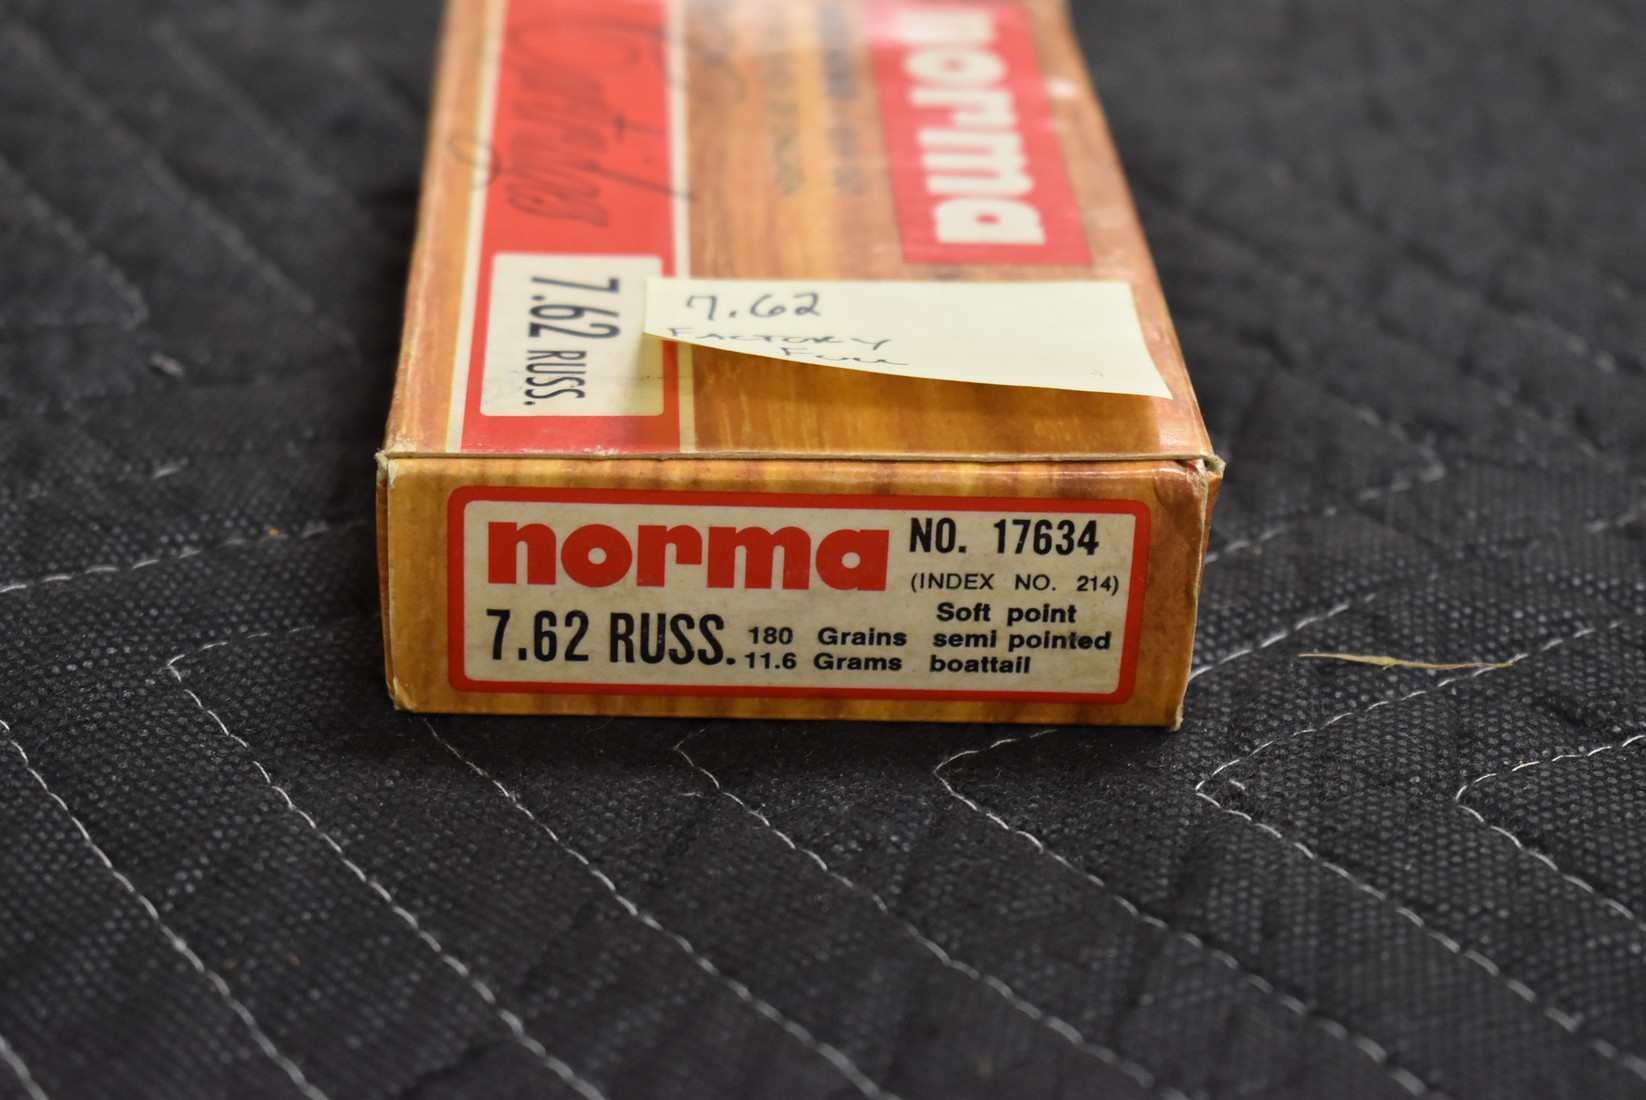 Cartridges
norma
7.62 RUSS.
7.62
FACTORY
Full
norma
NO. 17634
(INDEX NO. 214)
7.62 RUSS.
180 Grains
11.6 Grams
Soft point
semi pointed
boattail